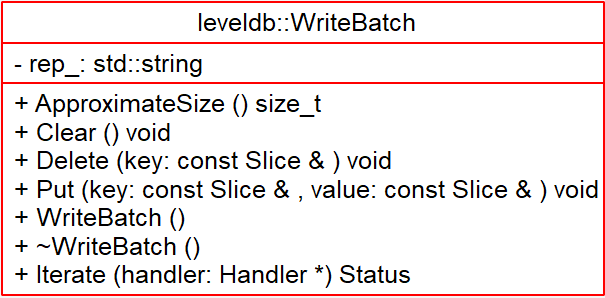 leveldb::WriteBatch
- rep_: std::string
+ ApproximateSize () size_t
+ Clear () void
+ Delete (key: const Slice & ) void
+ Put (key: const Slice & , value: const Slice & ) void
+ WriteBatch ()
+ ~WriteBatch ()
+ Iterate (handler: Handler *) Status